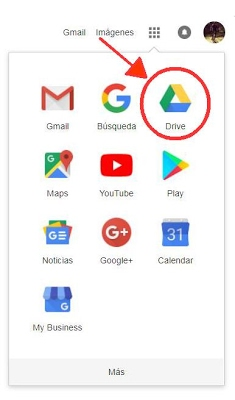 Gmail Imágenes
Gmail Búsqueda Drive
Maps YouTube Play
G
31
Noticias Google+ Calendar
G+
G
My Business
Más